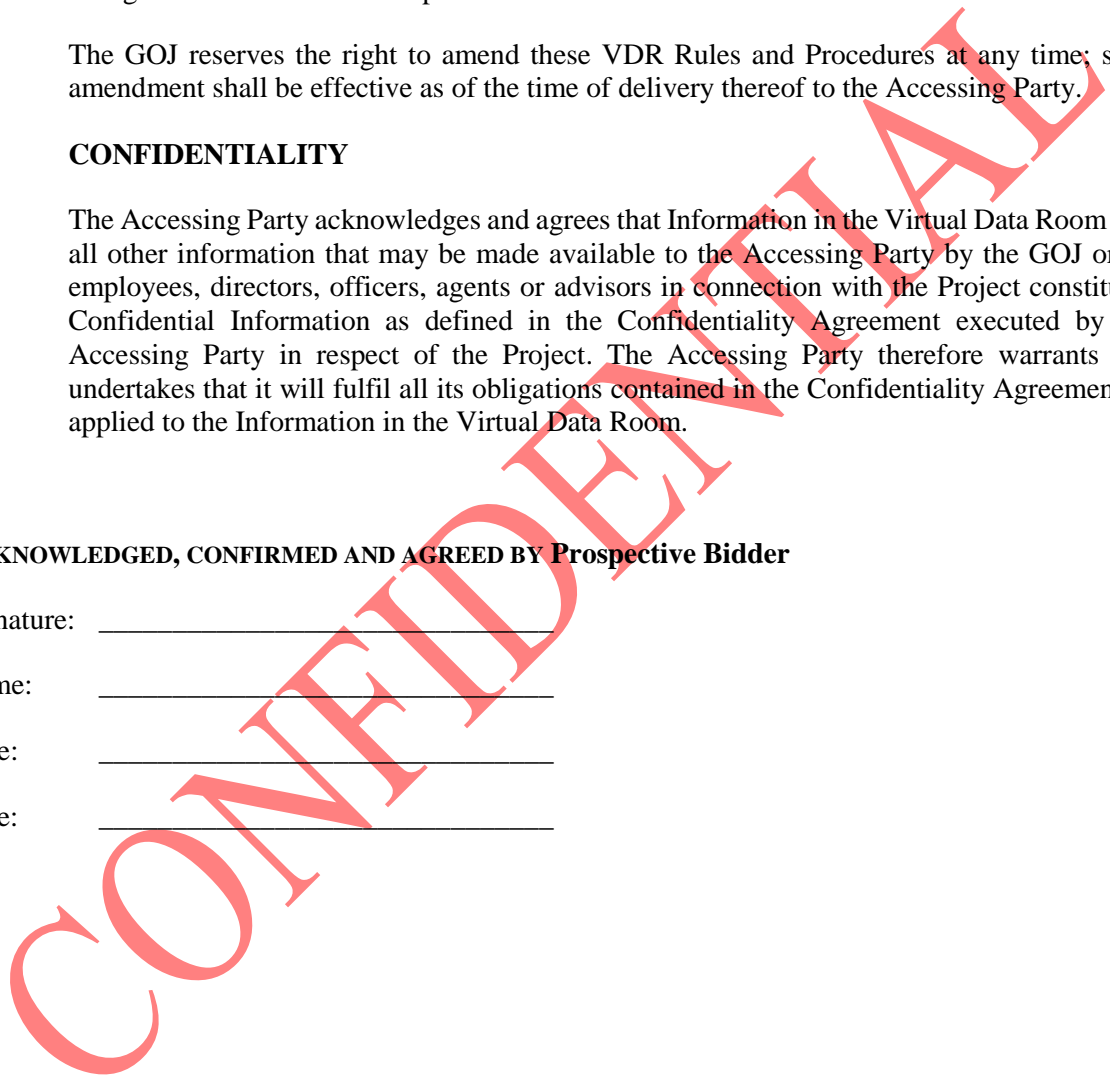 The GOJ reserves the right to amend these VDR Rules and Procedures at any time; s
amendment shall be effective as of the time of delivery thereof to the Accessing Party.
CONFIDENTIALITY
The Accessing Party acknowledges and agrees that Information in the Virtual Data Room
all other information that may be made available to the Accessing Party by the GOJ or
employees, directors, officers, agents or advisors in connection with the Project constitu
Confidential Information as defined in the Confidentiality Agreement executed by
Accessing Party in respect of the Project. The Accessing Party therefore warrants
undertakes that it will fulfil all its obligations contained in the Confidentiality Agreemen
applied to the Information in the Virtual Data Room.
KNOWLEDGED, CONFIRMED AND AGREED BY Prospective Bidder
nature: _________________________________
me: _________________________________
e: _________________________________
e: _________________________________
CONFIDENTIAL